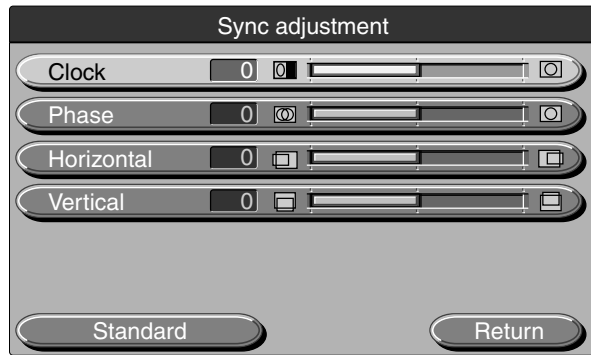 Sync adjustment
Clock 0
Phase 0
Horizontal 0
Vertical 0
Standard Return